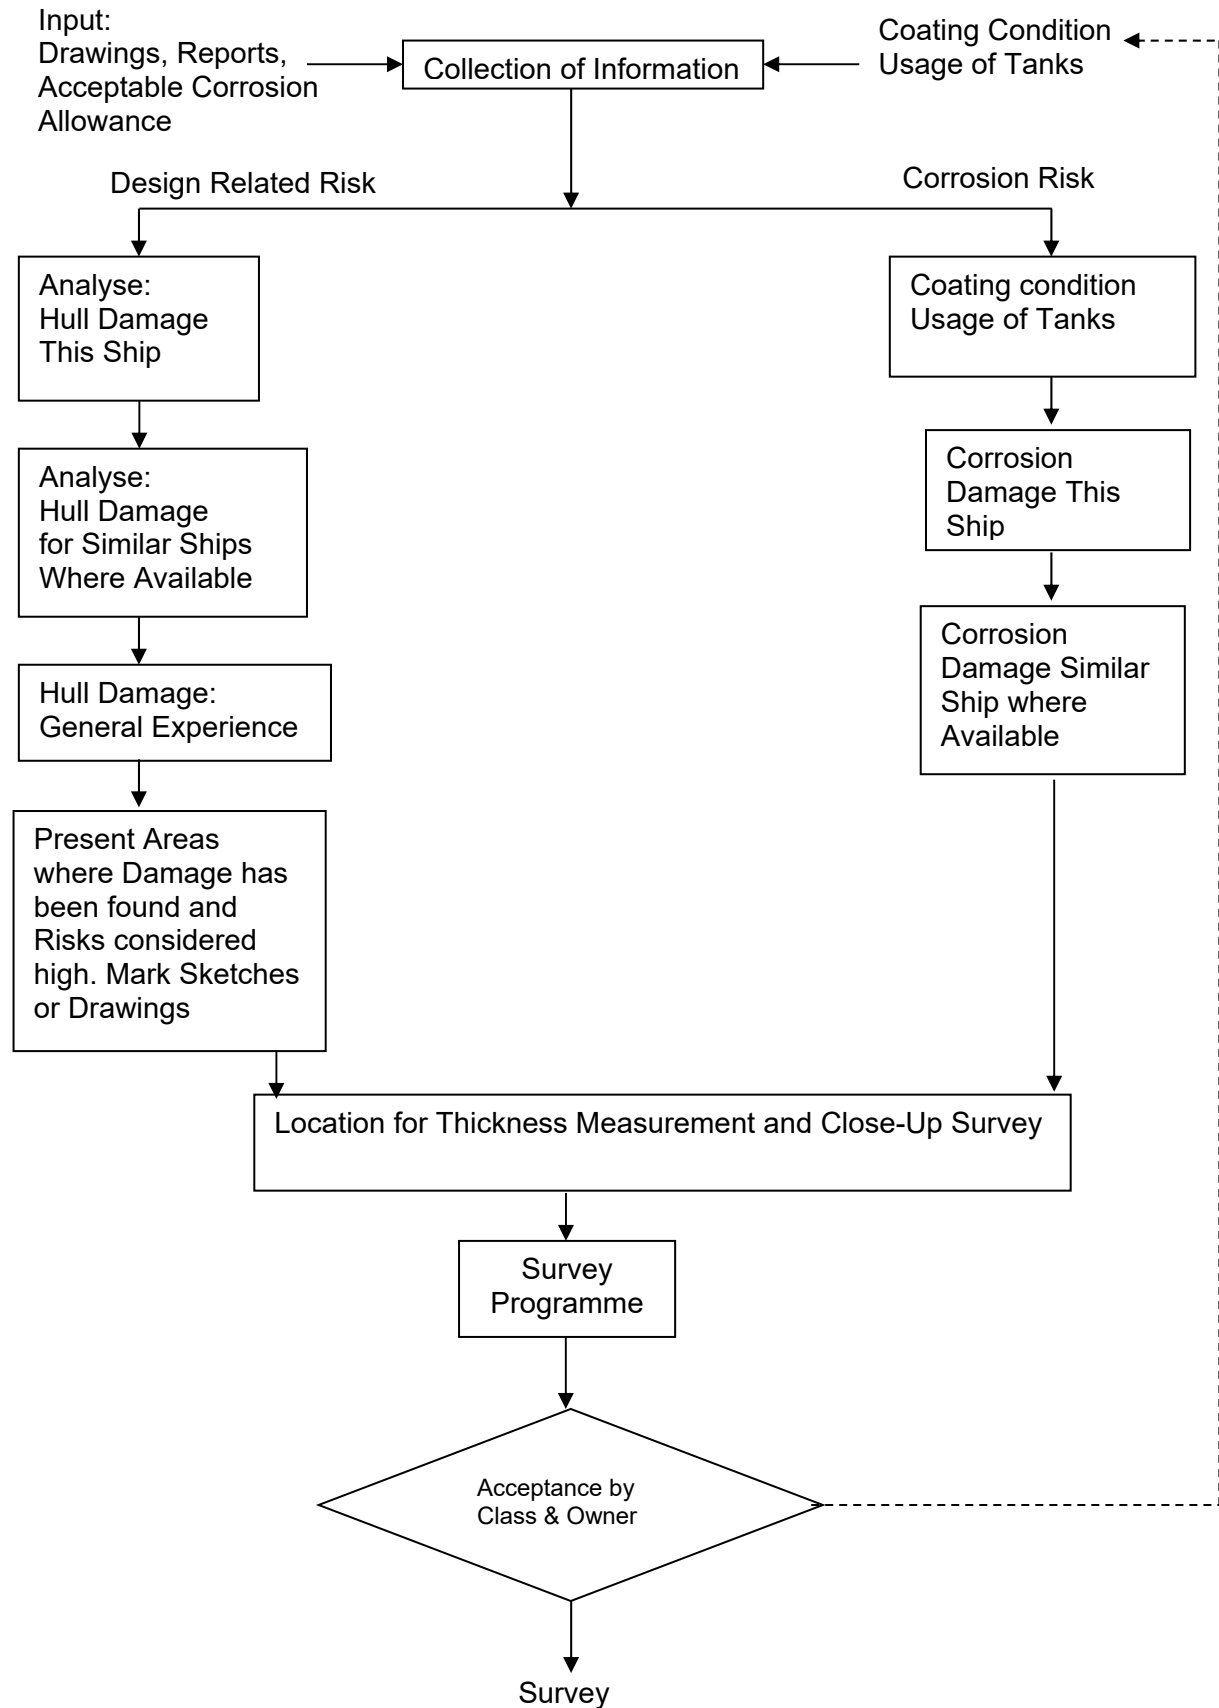 Input:
Drawings, Reports,
Acceptable Corrosion
Allowance
Collection of Information
Coating Condition
Usage of Tanks
Design Related Risk
Corrosion Risk
Analyse:
Hull Damage
This Ship
Analyse:
Hull Damage
for Similar Ships
Where Available
Hull Damage:
General Experience
Present Areas
where Damage has
been found and
Risks considered
high. Mark Sketches
or Drawings
Coating condition
Usage of Tanks
Corrosion
Damage This
Ship
Corrosion
Damage Similar
Ship where
Available
Location for Thickness Measurement and Close-Up Survey
Survey
Programme
Acceptance by
Class & Owner
Survey